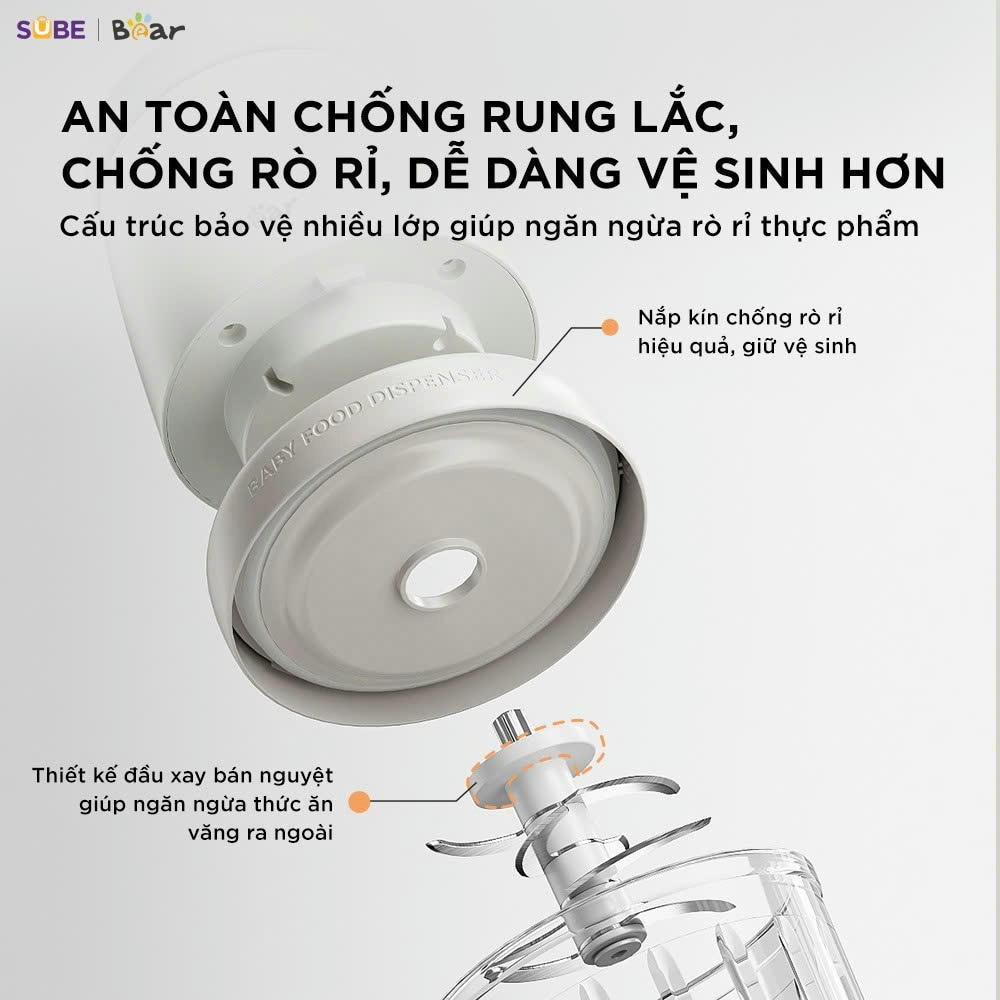 SUBE | Bear
AN TOÀN CHỐNG RUNG LẮC,
CHỐNG RÒ RỈ, DỄ DÀNG VỆ SINH HƠN
Cấu trúc bảo vệ nhiều lớp giúp ngăn ngừa rò rỉ thực phẩm
Nắp kín chống rò rỉ
hiệu quả, giữ vệ sinh
BABY FOOD DISPENSER
Thiết kế đầu xay bán nguyệt
giúp ngăn ngừa thức ăn
văng ra ngoài